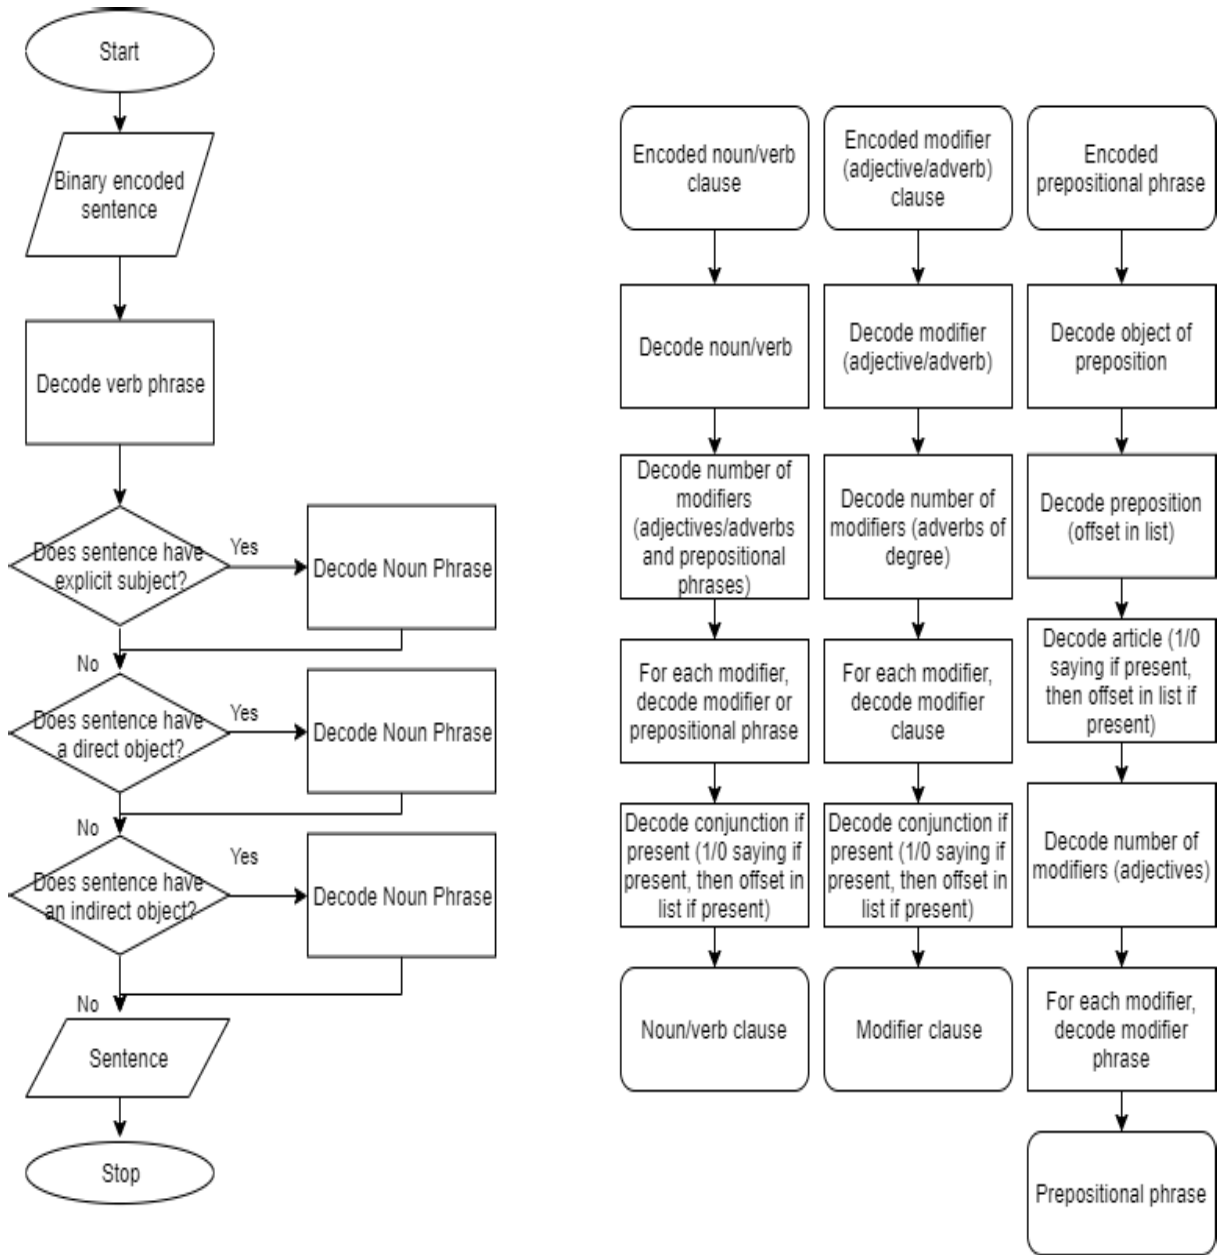 Start
Binary encoded
sentence
Decode verb phrase
Does sentence have
explicit subject?
Yes
Decode Noun Phrase
No
Does sentence have
a direct object?
Yes
Decode Noun Phrase
No
Does sentence have
an indirect object?
Yes
Decode Noun Phrase
No
Sentence
Stop
Encoded noun/verb
clause
Decode noun/verb
Decode number of
modifiers
(adjectives/adverbs
and prepositional
phrases)
For each modifier,
decode modifier or
prepositional phrase
Decode conjunction if
present (1/0 saying if
present, then offset in
list if present)
Noun/verb clause
Encoded modifier
(adjective/adverb)
clause
Decode modifier
(adjective/adverb)
Decode number of
modifiers (adverbs of
degree)
For each modifier,
decode modifier
clause
Decode conjunction if
present (1/0 saying if
present, then offset in
list if present)
Modifier clause
Encoded
prepositional phrase
Decode object of
preposition
Decode preposition
(offset in list)
Decode article (1/0
saying if present,
then offset in list if
present)
Decode number of
modifiers (adjectives)
For each modifier,
decode modifier
phrase
Prepositional phrase